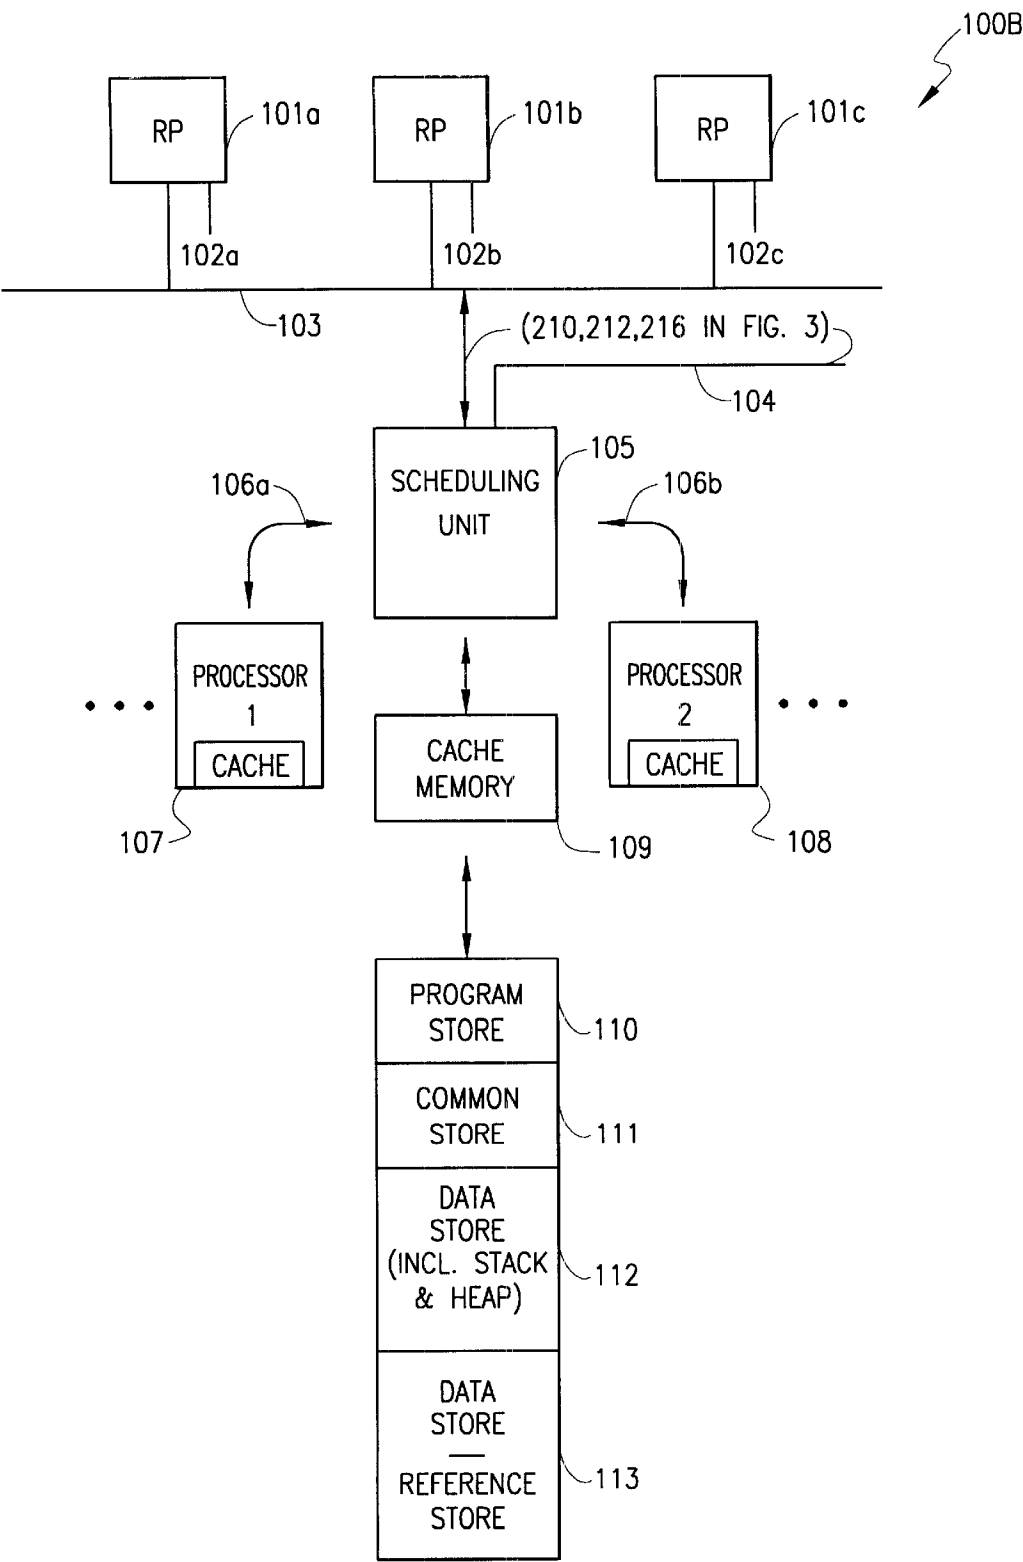 100B
RP
101a
RP
101b
RP
101c
102a
102b
102c
103
(210,212,216 IN FIG. 3)
104
SCHEDULING
UNIT
105
106a
106b
PROCESSOR
1
CACHE
107
PROCESSOR
2
CACHE
108
CACHE
MEMORY
109
PROGRAM
STORE
110
COMMON
STORE
111
DATA
STORE
(INCL. STACK
& HEAP)
112
DATA
STORE
—
REFERENCE
STORE
113